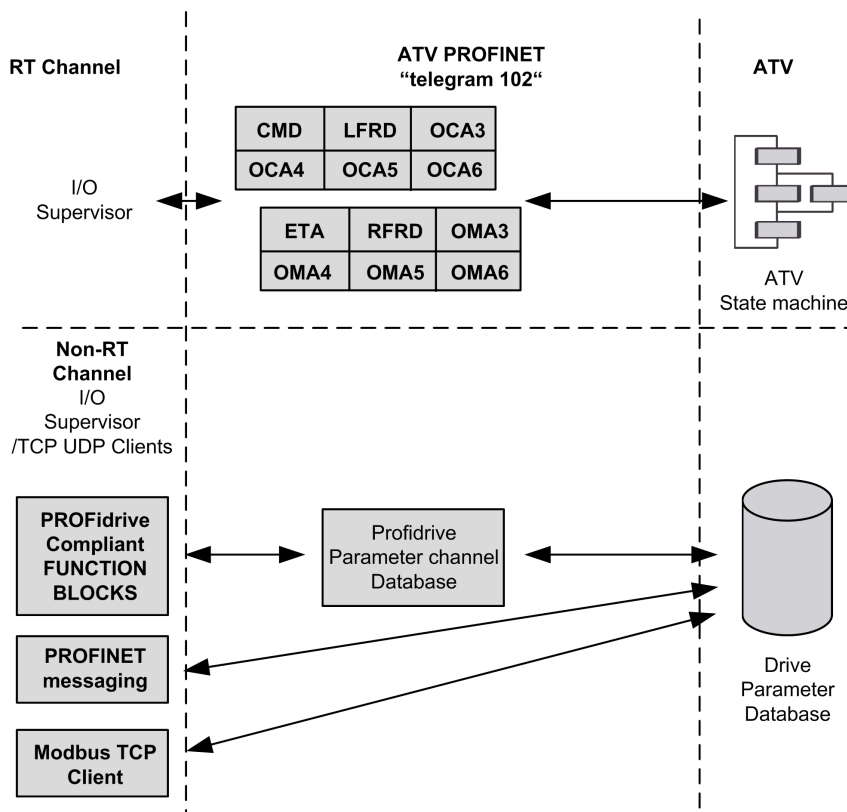 RT Channel
ATV PROFINET
“telegram 102“
ATV
CMD LFRD OCA3
OCA4 OCA5 OCA6
I/O
Supervisor
ETA RFRD OMA3
OMA4 OMA5 OMA6
ATV
State machine
Non-RT
Channel
I/O
Supervisor
/TCP UDP Clients
PROFidrive
Compliant
FUNCTION
BLOCKS
Profidrive
Parameter channel
Database
PROFINET
messaging
Drive
Parameter
Database
Modbus TCP
Client